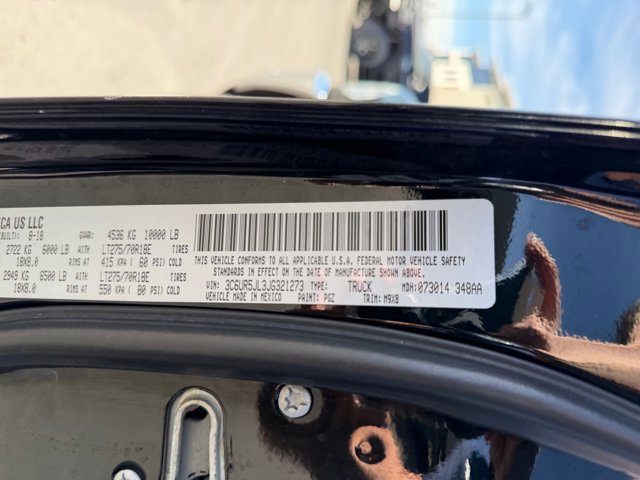 CA US LLC
BUILT): 8-18 GVWR: 4536 KG 10000 LB
2722 KG 6000 LB WITH LT275/70R18E TIRES
18X8.0 RIMS AT 415 KPA ( 60 PSI) COLD
2949 KG 6500 LB WITH LT275/70R18E TIRES
18X8.0 RIMS AT 550 KPA ( 80 PSI) COLD
THIS VEHICLE CONFORMS TO ALL APPLICABLE U.S.A. FEDERAL MOTOR VEHICLE SAFETY
STANDARDS IN EFFECT ON THE DATE OF MANUFACTURE SHOWN ABOVE.
VIN: 3C6UR5JL3JG321273 TYPE: TRUCK MDH: 073014 348AA
VEHICLE MADE IN MEXICO PAINT: PGZ TRIM: M9X8